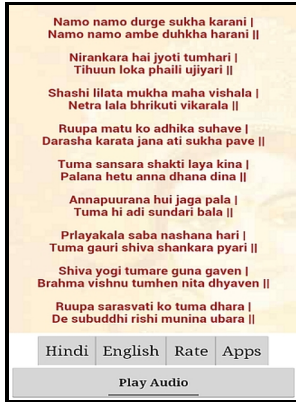 Namo namo durge sukha karani |
Namo namo ambe duhkha harani ||
Nirankara hai jyoti tumhari |
Tihuun loka phaili ujiyari ||
Shashi lilata mukha maha vishala |
Netra lala bhrikuti vikarala ||
Ruupa matu ko adhika suhave |
Darasha karata jana ati sukha pave ||
Tuma sansara shakti laya kina |
Palana hetu anna dhana dina ||
Annapuurana hui jaga pala |
Tuma hi adi sundari bala ||
Prlayakala saba nashana hari |
Tuma gauri shiva shankara pyari ||
Shiva yogi tumare guna gaven |
Brahma vishnu tumhen nita dhyaven ||
Ruupa sarasvati ko tuma dhara |
De subuddhi rishi munina ubara ||
Hindi English Rate Apps
Play Audio